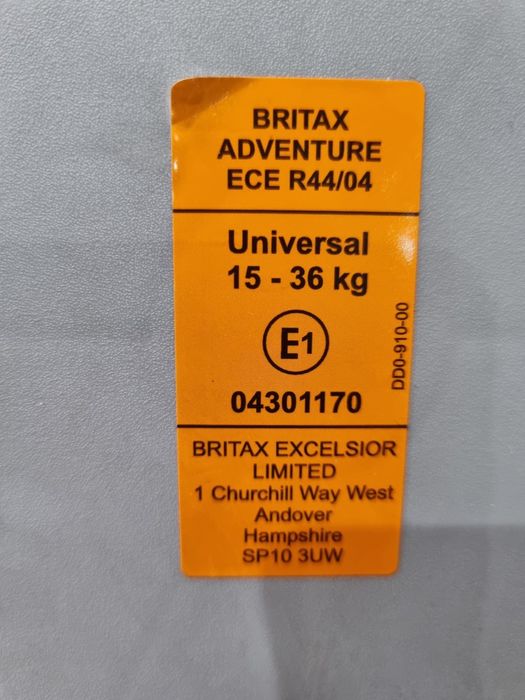 BRITAX
ADVENTURE
ECE R44/04
Universal
15 - 36 kg
E1
04301170
DD0-910-00
BRITAX EXCELSIOR
LIMITED
1 Churchill Way West
Andover
Hampshire
SP10 3UW